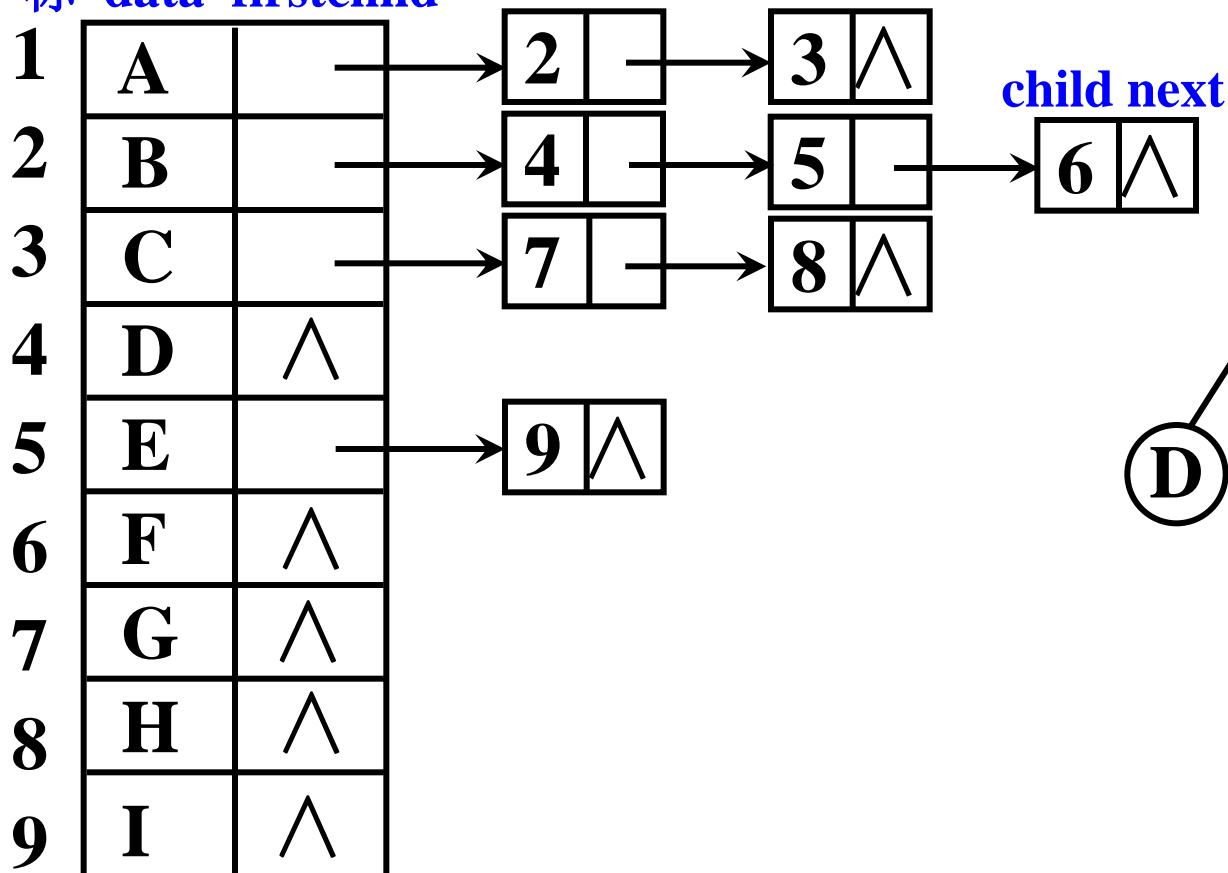 标 data firstchild
1 A 2 3 ∧
child next
2 B 4 5 6 ∧
3 C 7 8 ∧
4 D ∧
5 E 9 ∧
D
6 F ∧
7 G ∧
8 H ∧
9 I ∧